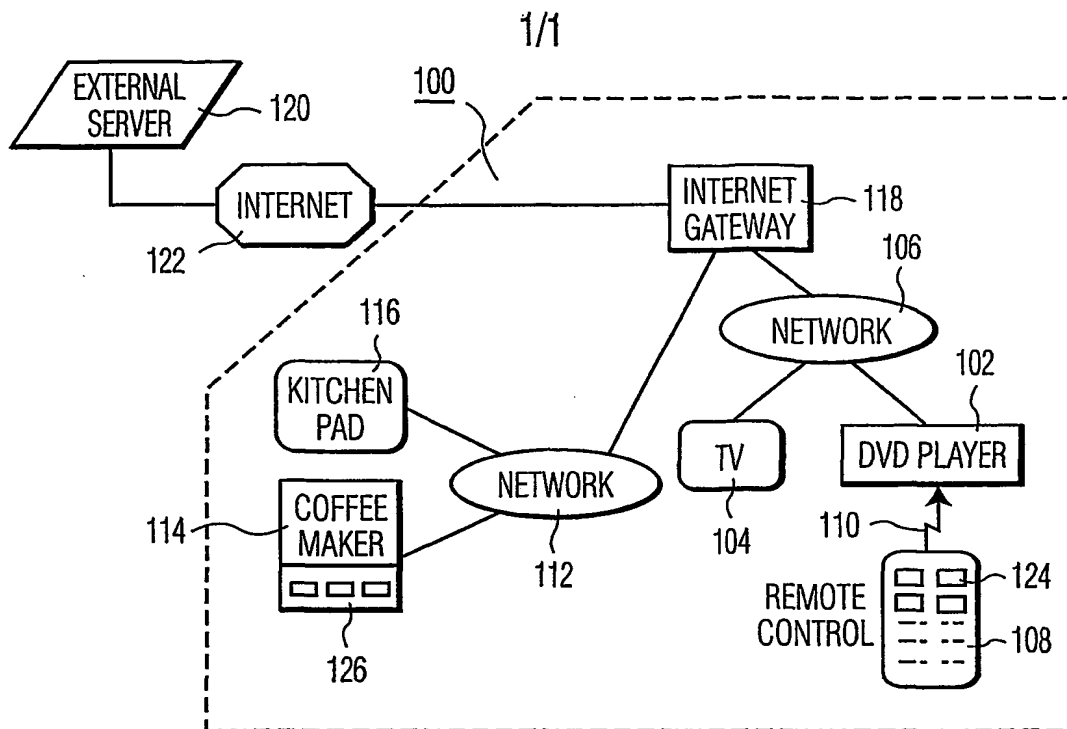 1/1
EXTERNAL
SERVER
120
100
INTERNET
122
INTERNET
GATEWAY
118
106
NETWORK
116
KITCHEN
PAD
102
TV
DVD PLAYER
NETWORK
114
COFFEE
MAKER
104
110
112
REMOTE
CONTROL
124
108
126